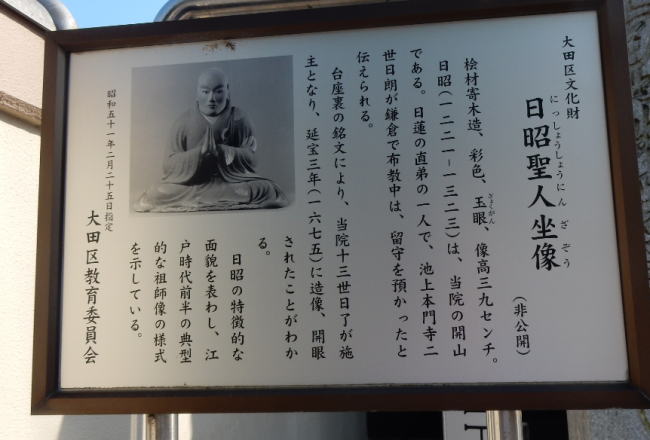 大田区文化財
にっしょうしょうにん ざぞう
日昭聖人坐像
(非公開)
ぎょくがん
桧材寄木造、彩色、玉眼、像高三九センチ。
日昭(一二二一ー一三二三)は、当院の開山
である。日蓮の直弟の一人で、池上本門寺二
世日朗が鎌倉で布教中は、留守を預かったと
伝えられる。
台座裏の銘文により、当院十三世日了が施
主となり、延宝三年(一六七五)に造像、開眼
されたことがわか
る。
日昭の特徴的な
面貌を表わし、江
戸時代前半の典型
的な祖師像の様式
を示している。
昭和五十一年二月二十五日指定
大田区教育委員会